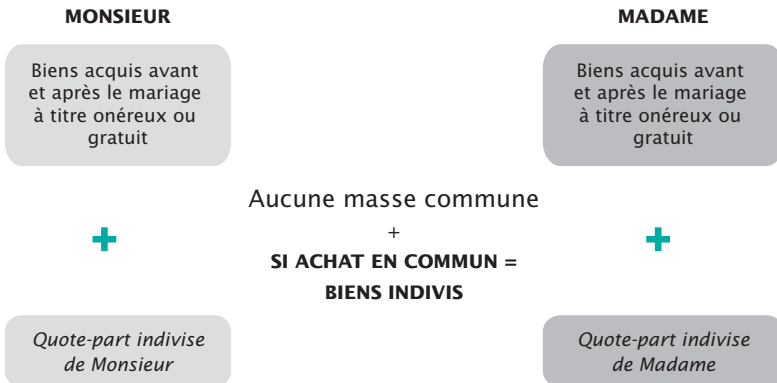 MONSIEUR
Biens acquis avant
et après le mariage
à titre onéreux ou
gratuit
+
Quote-part indivise
de Monsieur
Aucune masse commune
+
SI ACHAT EN COMMUN =
BIENS INDIVIS
MADAME
Biens acquis avant
et après le mariage
à titre onéreux ou
gratuit
+
Quote-part indivise
de Madame